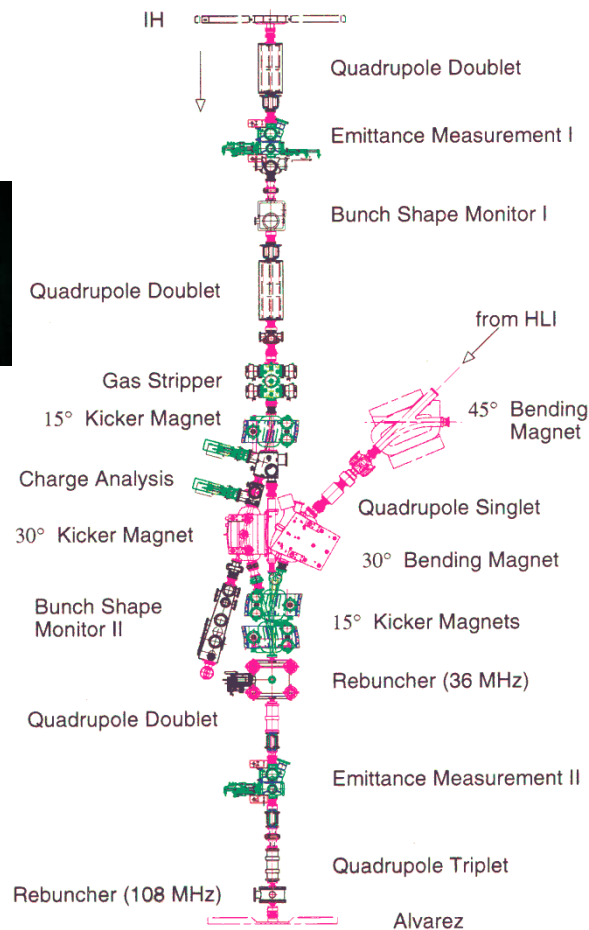 IH
Quadrupole Doublet
Emittance Measurement I
Bunch Shape Monitor I
Quadrupole Doublet
from HLI
Gas Stripper
45° Bending
Magnet
15° Kicker Magnet
Charge Analysis
Quadrupole Singlet
30° Kicker Magnet
30° Bending Magnet
Bunch Shape
Monitor II
15° Kicker Magnets
Rebuncher (36 MHz)
Quadrupole Doublet
Emittance Measurement II
Quadrupole Triplet
Rebuncher (108 MHz)
Alvarez